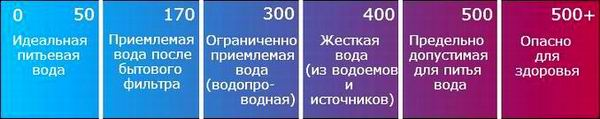 0 50
Идеальная
питьевая
вода
170
Приемлемая
вода после
бытового
фильтра
300
Ограниченно
приемлемая
вода
(водопро-
водная)
400
Жесткая
вода
(из водоемов
и
источников)
500
Предельно
допустимая
для питья
вода
500+
Опасно
для
здоровья